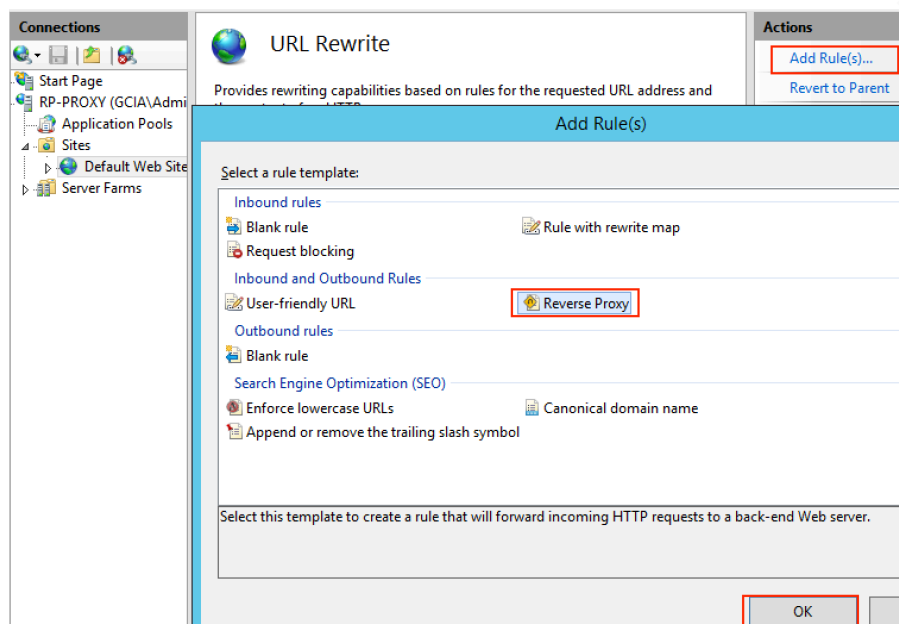 Connections
Start Page
RP-PROXY (GCIA\Admi
Application Pools
Sites
Default Web Site
Server Farms
URL Rewrite
Provides rewriting capabilities based on rules for the requested URL address and
Actions
Add Rule(s)...
Revert to Parent
Add Rule(s)
Select a rule template:
Inbound rules
Blank rule
Rule with rewrite map
Request blocking
Inbound and Outbound Rules
User-friendly URL
Reverse Proxy
Outbound rules
Blank rule
Search Engine Optimization (SEO)
Enforce lowercase URLs
Canonical domain name
Append or remove the trailing slash symbol
Select this template to create a rule that will forward incoming HTTP requests to a back-end Web server.
OK